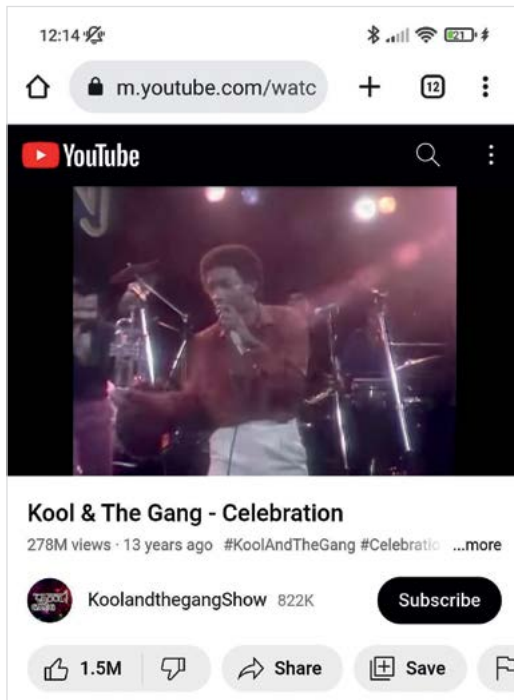 12:14
21
m.youtube.com/watc
12
YouTube
Kool & The Gang - Celebration
278M views · 13 years ago #KoolAndTheGang #Celebratio ...more
KoolandthegangShow 822K Subscribe
1.5M Share Save